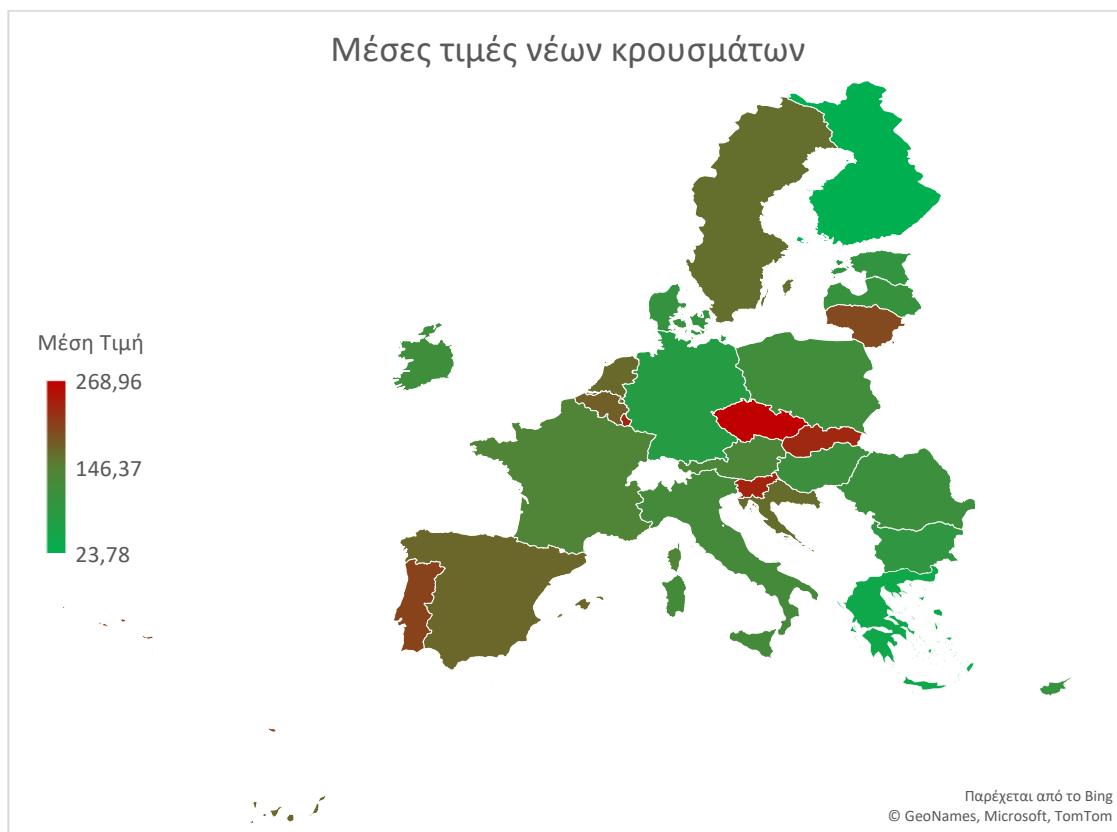 Μέσες τιμές νέων κρουσμάτων
Μέση Τιμή
268,96
146,37
23,78
Παρέχεται από το Bing
© GeoNames, Microsoft, TomTom